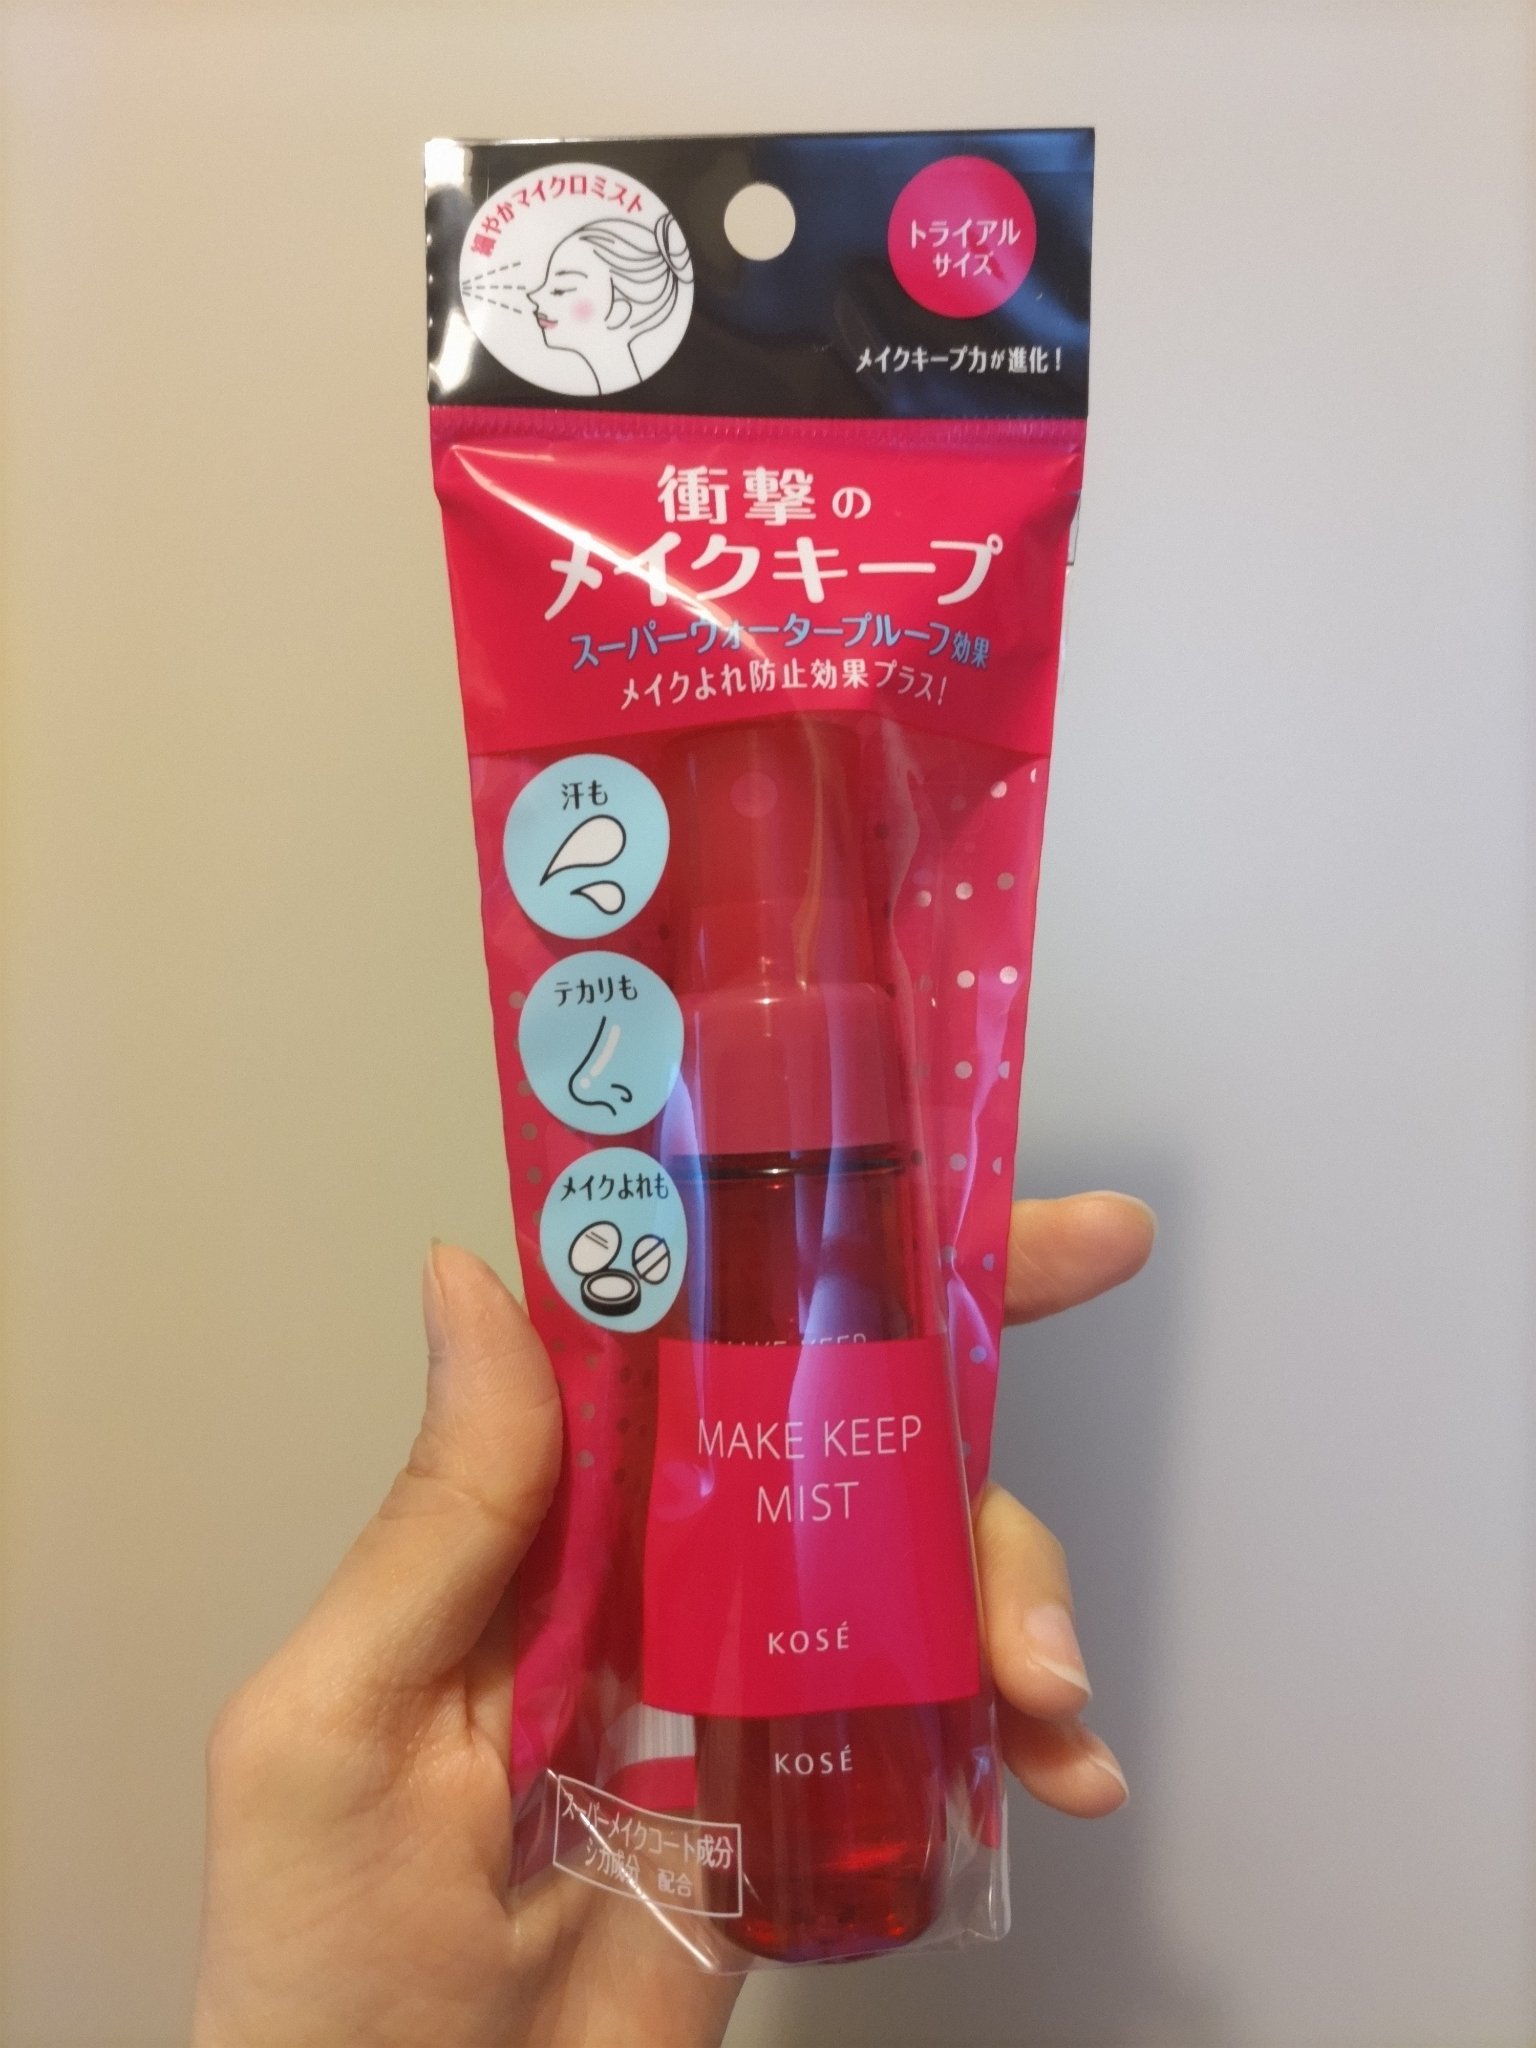 細やかマイクロミスト
トライアル
サイズ
メイクキープ力が進化！
衝撃の
メイクキープ
スーパーウォータープルーフ効果
メイクよれ防止効果プラス！
汗も
テカリも
メイクよれも
MAKE KEEP
MAKE KEEP
MIST
KOSÉ
KOSÉ
スーパーメイクコート成分
シカ成分 配合